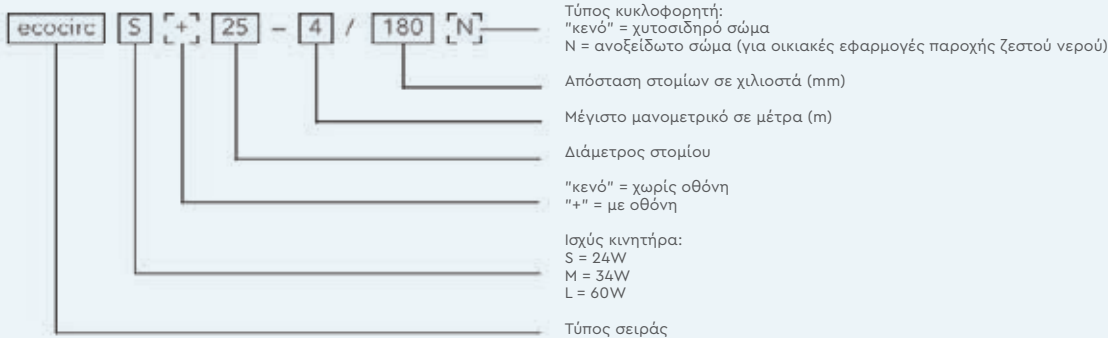 ecocirc S [+] 25 – 4 / 180 [N]
Τύπος κυκλοφορητή:
"κενό" = χυτοσιδηρό σώμα
N = ανοξείδωτο σώμα (για οικιακές εφαρμογές παροχής ζεστού νερού)
Απόσταση στομίων σε χιλιοστά (mm)
Μέγιστο μανομετρικό σε μέτρα (m)
Διάμετρος στομίου
"κενό" = χωρίς οθόνη
"+" = με οθόνη
Ισχύς κινητήρα:
S = 24W
M = 34W
L = 60W
Τύπος σειράς